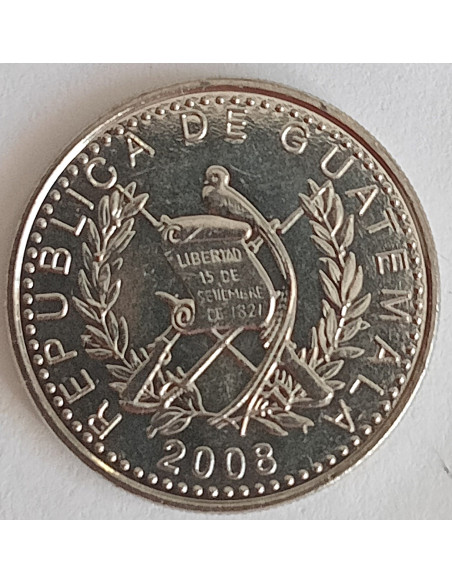 REPUBLICA DE GUATEMALA
LIBERTAD
15 DE
SETIEMBRE
DE 1821
2008